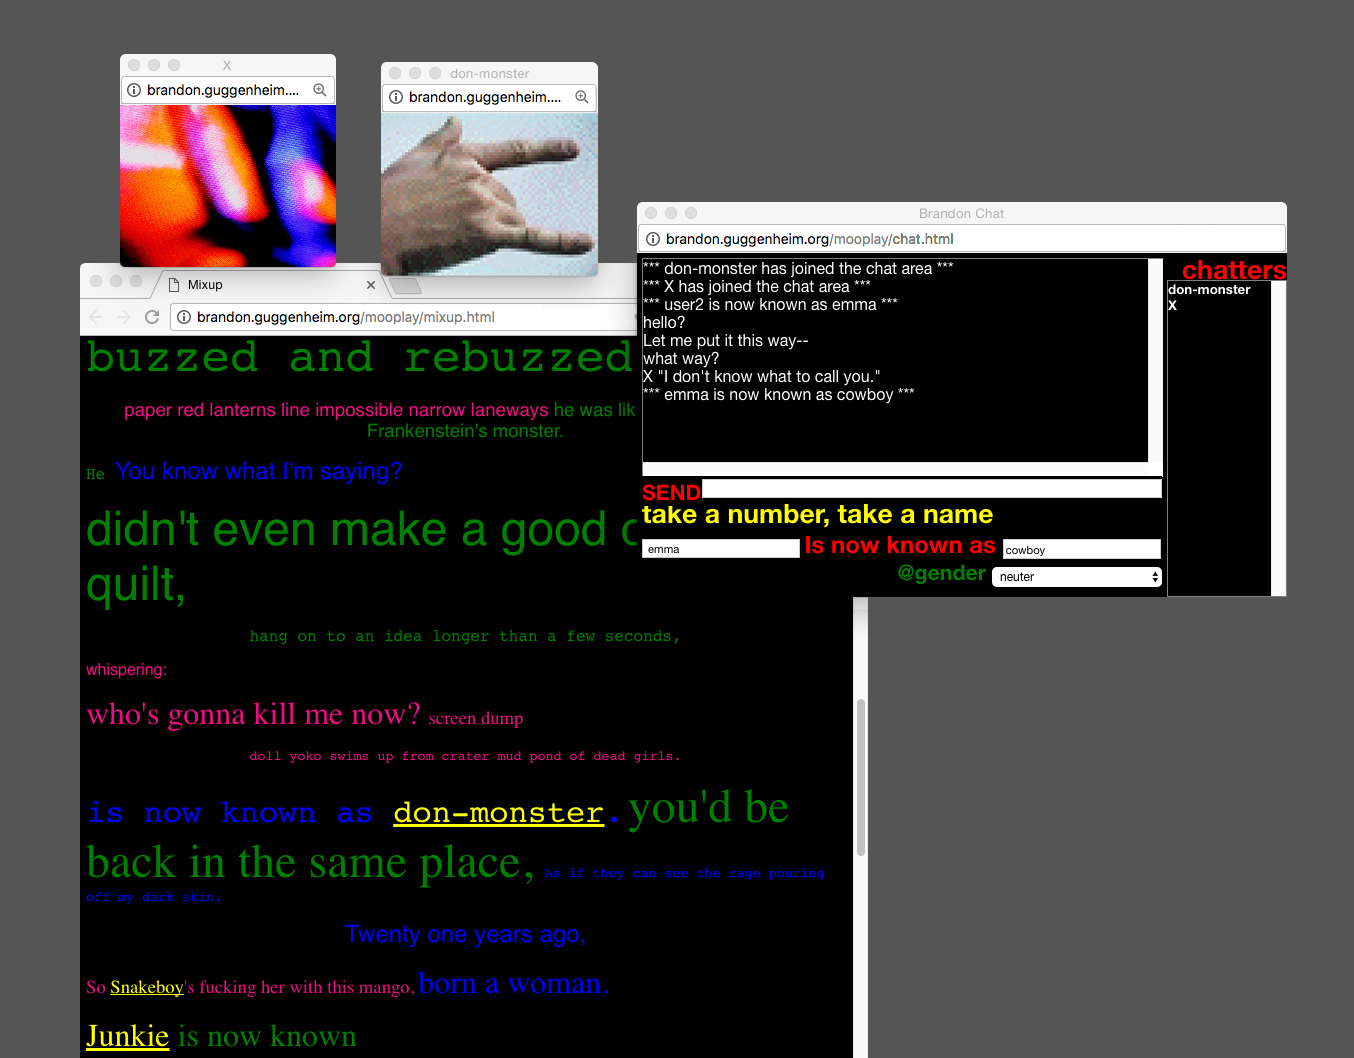 X
brandon.guggenheim....
don-monster
brandon.guggenheim....
Mixup
brandon.guggenheim.org/mooplay/mixup.html
buzzed and rebuzzed
paper red lanterns line impossible narrow laneways he was lik
Frankenstein's monster.
He You know what I'm saying?
didn't even make a good
quilt,
hang on to an idea longer than a few seconds,
whispering:
who's gonna kill me now? screen dump
doll yoko swims up from crater mud pond of dead girls.
is now known as don-monster. you'd be
back in the same place, As if they can see the rage pouring
off my dark skin.
Twenty one years ago,
So Snakeboy's fucking her with this mango, born a woman.
Junkie is now known
Brandon Chat
brandon.guggenheim.org/mooplay/chat.html
*** don-monster has joined the chat area ***
*** X has joined the chat area ***
*** user2 is now known as emma ***
hello?
Let me put it this way--
what way?
X "I don't know what to call you."
*** emma is now known as cowboy ***
chatters
don-monster
X
SEND
take a number, take a name
emma Is now known as cowboy
@gender neuter